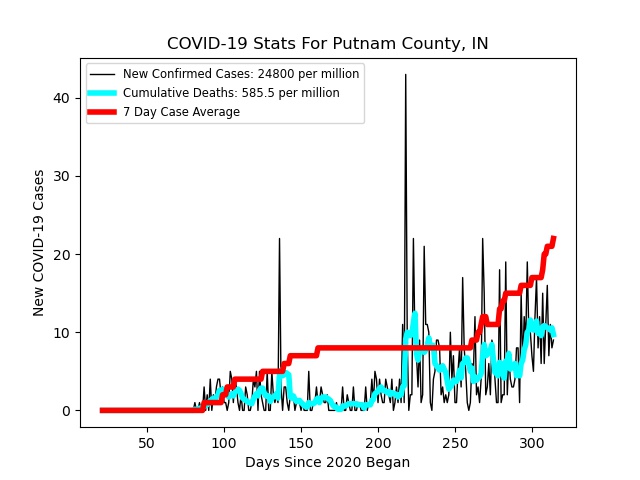 COVID-19 Stats For Putnam County, IN
New Confirmed Cases: 24800 per million
Cumulative Deaths: 585.5 per million
7 Day Case Average
New COVID-19 Cases
40
30
20
10
0
50 100 150 200 250 300
Days Since 2020 Began